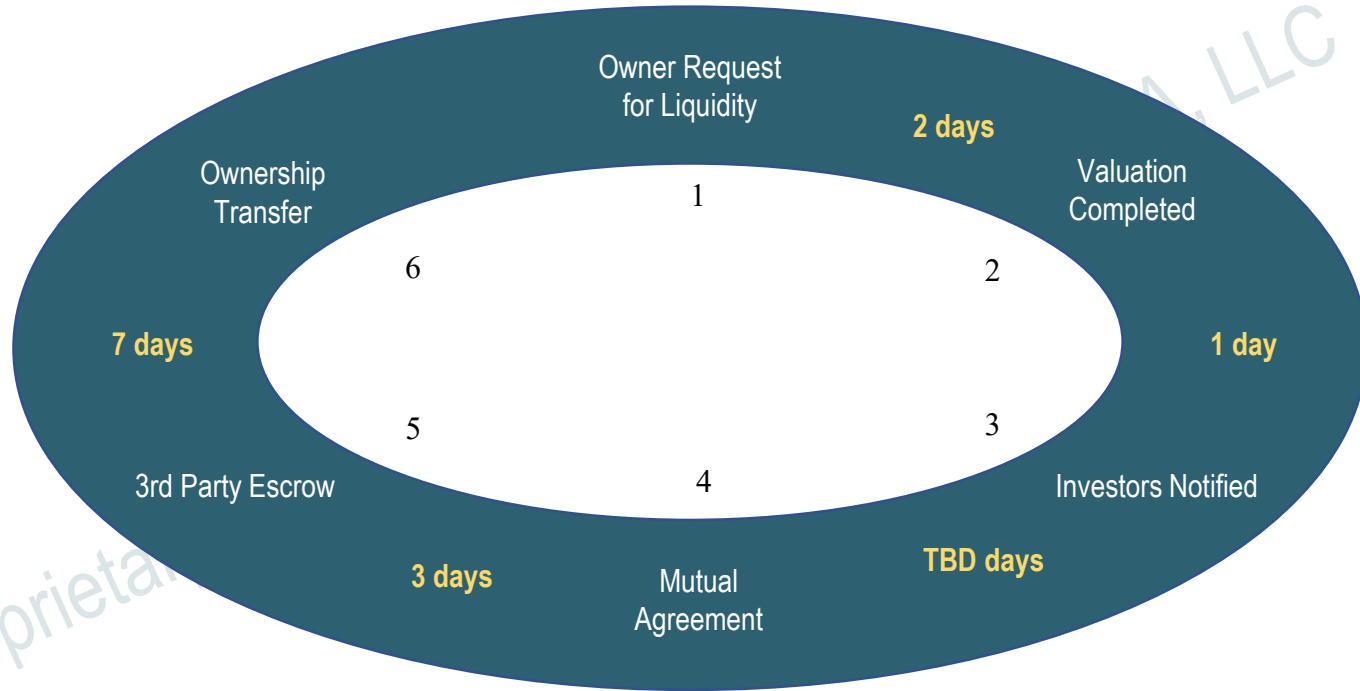 Owner Request
for Liquidity
2 days
Valuation
Completed
1 day
Investors Notified
TBD days
Mutual
Agreement
3 days
3rd Party Escrow
7 days
Ownership
Transfer
1
2
3
4
5
6
LLC